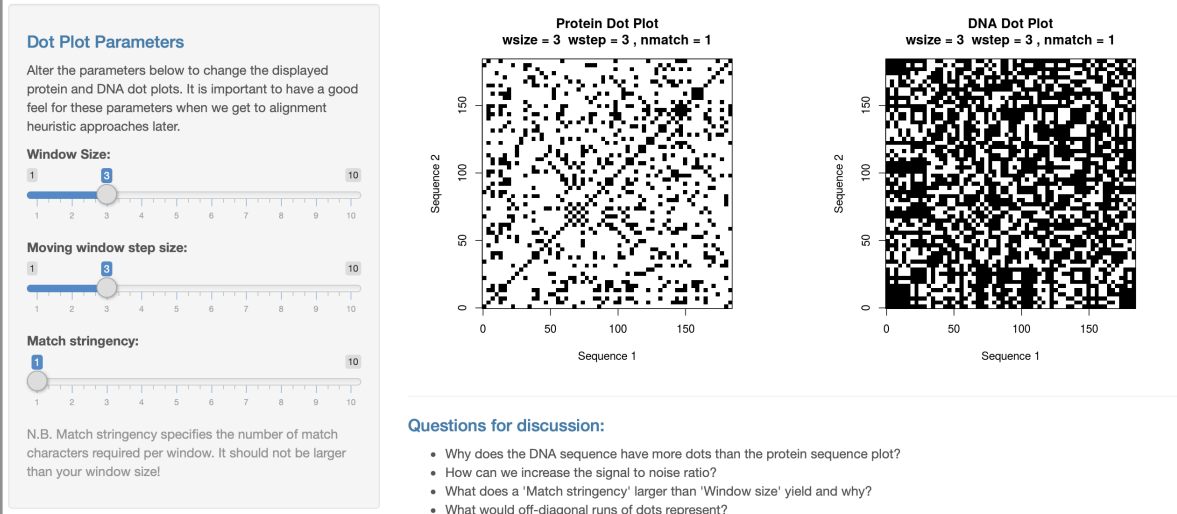 Dot Plot Parameters
Alter the parameters below to change the displayed
protein and DNA dot plots. It is important to have a good
feel for these parameters when we get to alignment
heuristic approaches later.
Window Size:
1 3 10
1 2 3 4 5 6 7 8 9 10
Moving window step size:
1 3 10
1 2 3 4 5 6 7 8 9 10
Match stringency:
1 10
1 2 3 4 5 6 7 8 9 10
N.B. Match stringency specifies the number of match
characters required per window. It should not be larger
than your window size!
Protein Dot Plot
wsize = 3 wstep = 3 , nmatch = 1
Sequence 2
150
100
50
0
0 50 100 150
Sequence 1
DNA Dot Plot
wsize = 3 wstep = 3 , nmatch = 1
Sequence 2
150
100
50
0
0 50 100 150
Sequence 1
Questions for discussion:
• Why does the DNA sequence have more dots than the protein sequence plot?
• How can we increase the signal to noise ratio?
• What does a 'Match stringency' larger than 'Window size' yield and why?
• What would off-diagonal runs of dots represent?